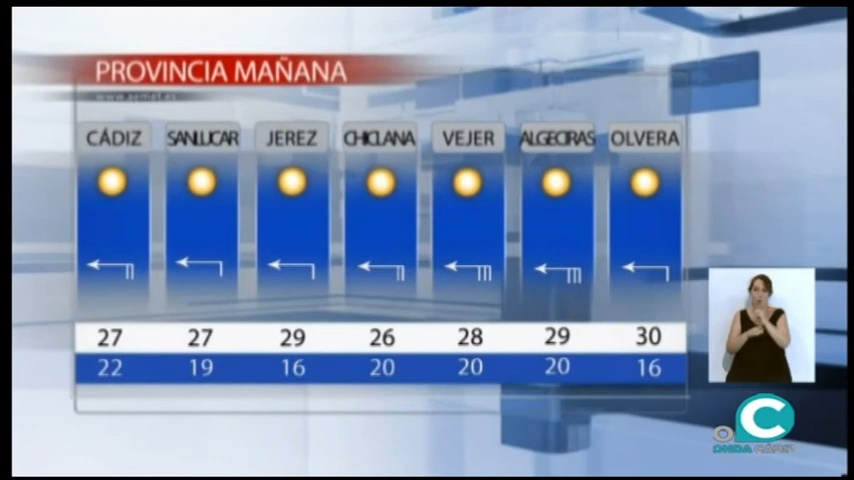 PROVINCIA MAÑANA
www.aemet.es
CÁDIZ SANLUCAR JEREZ CHICLANA VEJER ALGECIRAS OLVERA
27 27 29 26 28 29 30
22 19 16 20 20 20 16
C
ONDA CÁDIZ